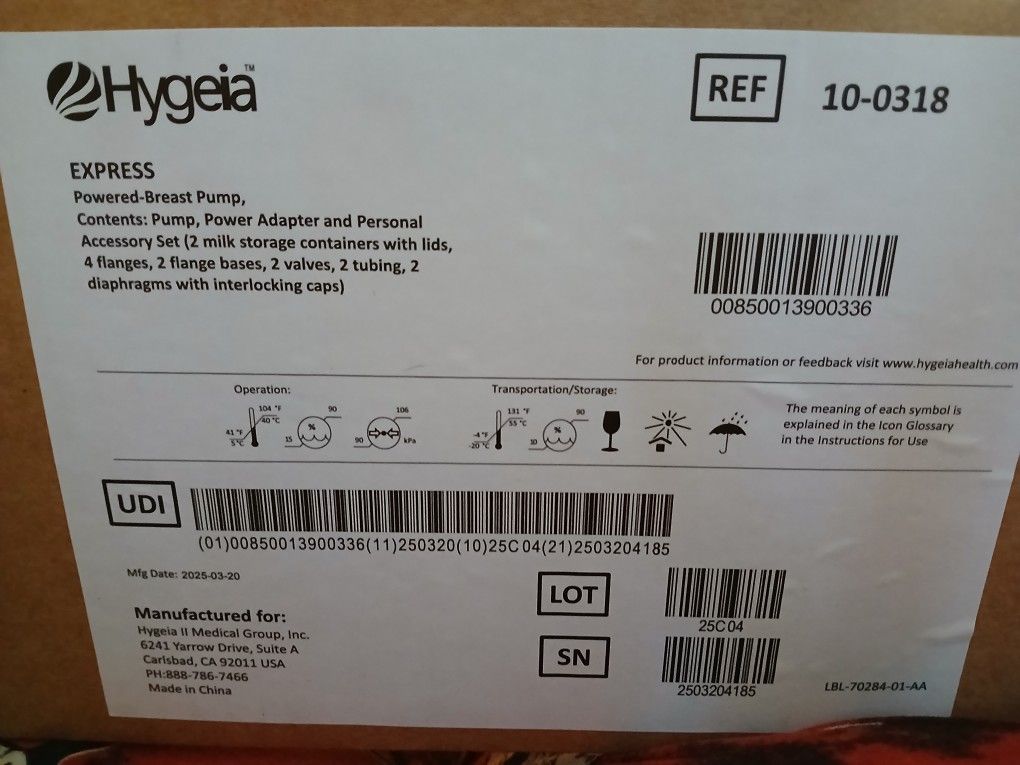 Hygeia™
REF 10-0318
EXPRESS
Powered-Breast Pump,
Contents: Pump, Power Adapter and Personal
Accessory Set (2 milk storage containers with lids,
4 flanges, 2 flange bases, 2 valves, 2 tubing, 2
diaphragms with interlocking caps)
00850013900336
For product information or feedback visit www.hygeiahealth.com
Operation:
104 °F
40 °C
41 °F
5 °C
90
%
15
106
90
kPa
Transportation/Storage:
131 °F
55 °C
-4 °F
-20 °C
90
%
10
The meaning of each symbol is
explained in the Icon Glossary
in the Instructions for Use
UDI
(01)00850013900336(11)250320(10)25C04(21)2503204185
Mfg Date: 2025-03-20
Manufactured for:
Hygeia II Medical Group, Inc.
6241 Yarrow Drive, Suite A
Carlsbad, CA 92011 USA
PH:888-786-7466
Made in China
LOT
25C04
SN
2503204185
LBL-70284-01-AA